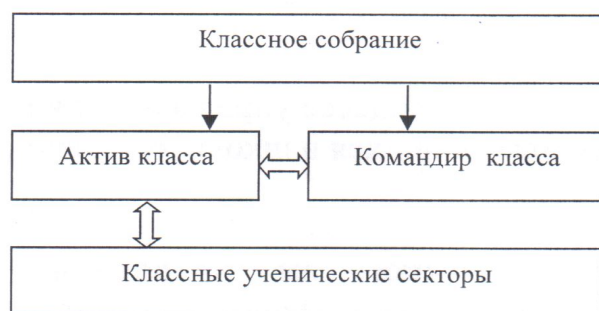 Классное собрание
Актив класса
Командир класса
Классные ученические секторы